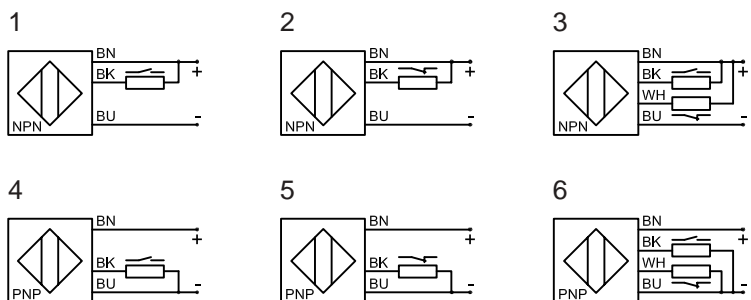 1
BN
+
BK
NPN
BU
-
2
BN
+
BK
NPN
BU
-
3
BN
+
BK
WH
BU
NPN
-
4
BN
+
BK
BU
PNP
-
5
BN
+
BK
BU
PNP
-
6
BN
+
BK
WH
BU
PNP
-